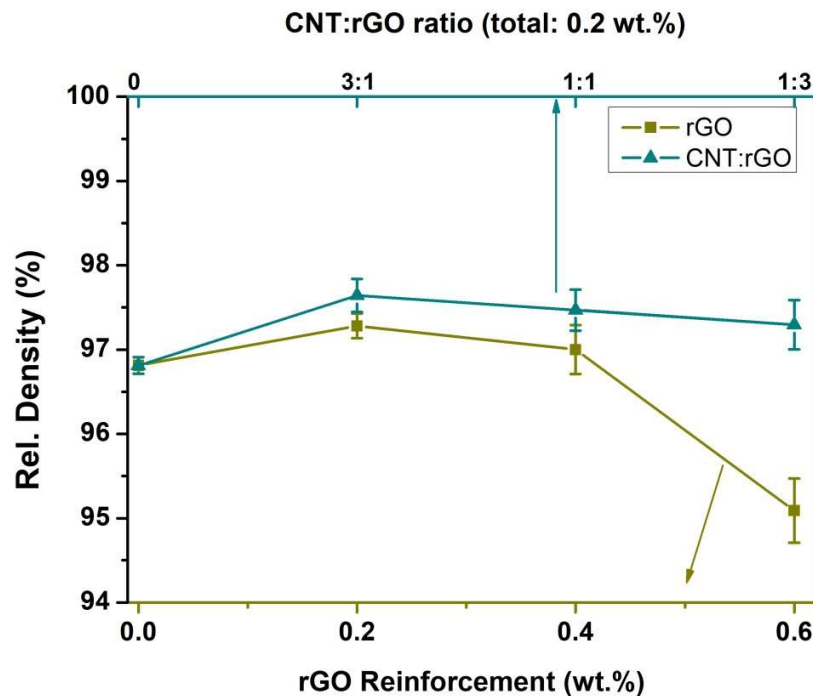 CNT:rGO ratio (total: 0.2 wt.%)
0 3:1 1:1 1:3
100
rGO
CNT:rGO
99
98
97
96
95
94
Rel. Density (%)
0.0 0.2 0.4 0.6
rGO Reinforcement (wt.%)